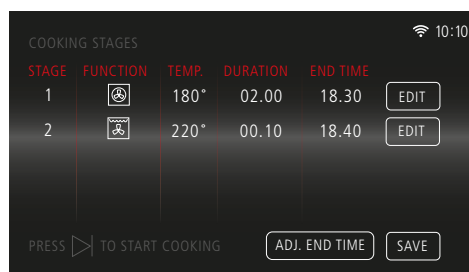 10:10
COOKING STAGES
STAGE FUNCTION TEMP. DURATION END TIME
1 180° 02.00 18.30 EDIT
2 220° 00.10 18.40 EDIT
PRESS TO START COOKING ADJ. END TIME SAVE